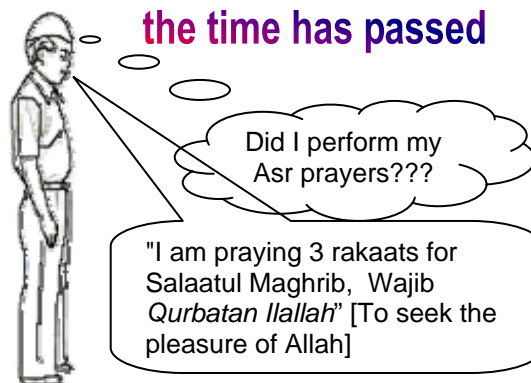 the time has passed
Did I perform my
Asr prayers???
"I am praying 3 rakaats for
Salaatul Maghrib, Wajib
Qurbatan Ilallah” [To seek the
pleasure of Allah]